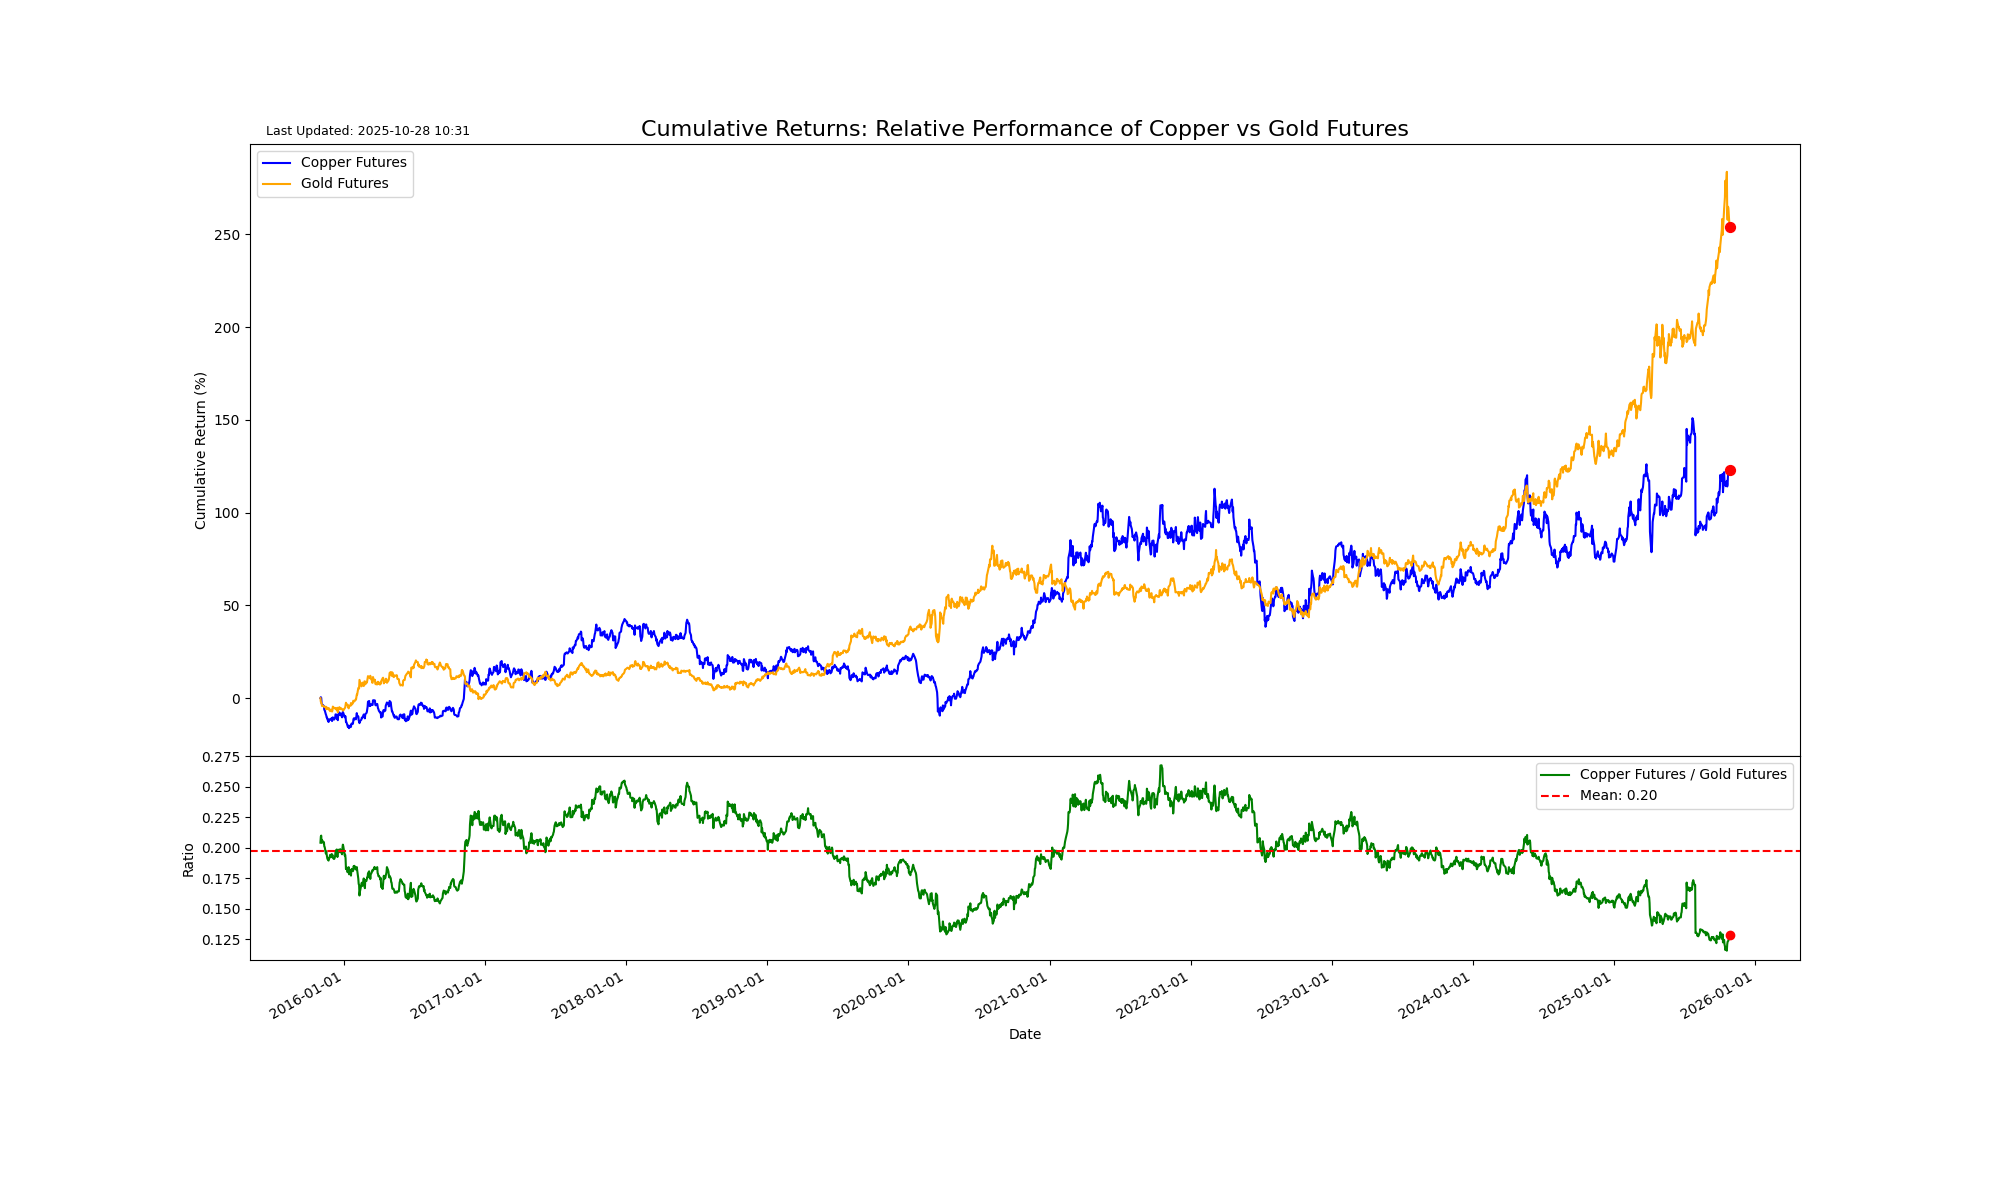 Last Updated: 2025-10-28 10:31
Cumulative Returns: Relative Performance of Copper vs Gold Futures
Copper Futures
Gold Futures
Cumulative Return (%)
250
200
150
100
50
0
0.275
0.250
0.225
0.200
0.175
0.150
0.125
Ratio
Copper Futures / Gold Futures
Mean: 0.20
2016-01-01
2017-01-01
2018-01-01
2019-01-01
2020-01-01
2021-01-01
2022-01-01
2023-01-01
2024-01-01
2025-01-01
2026-01-01
Date